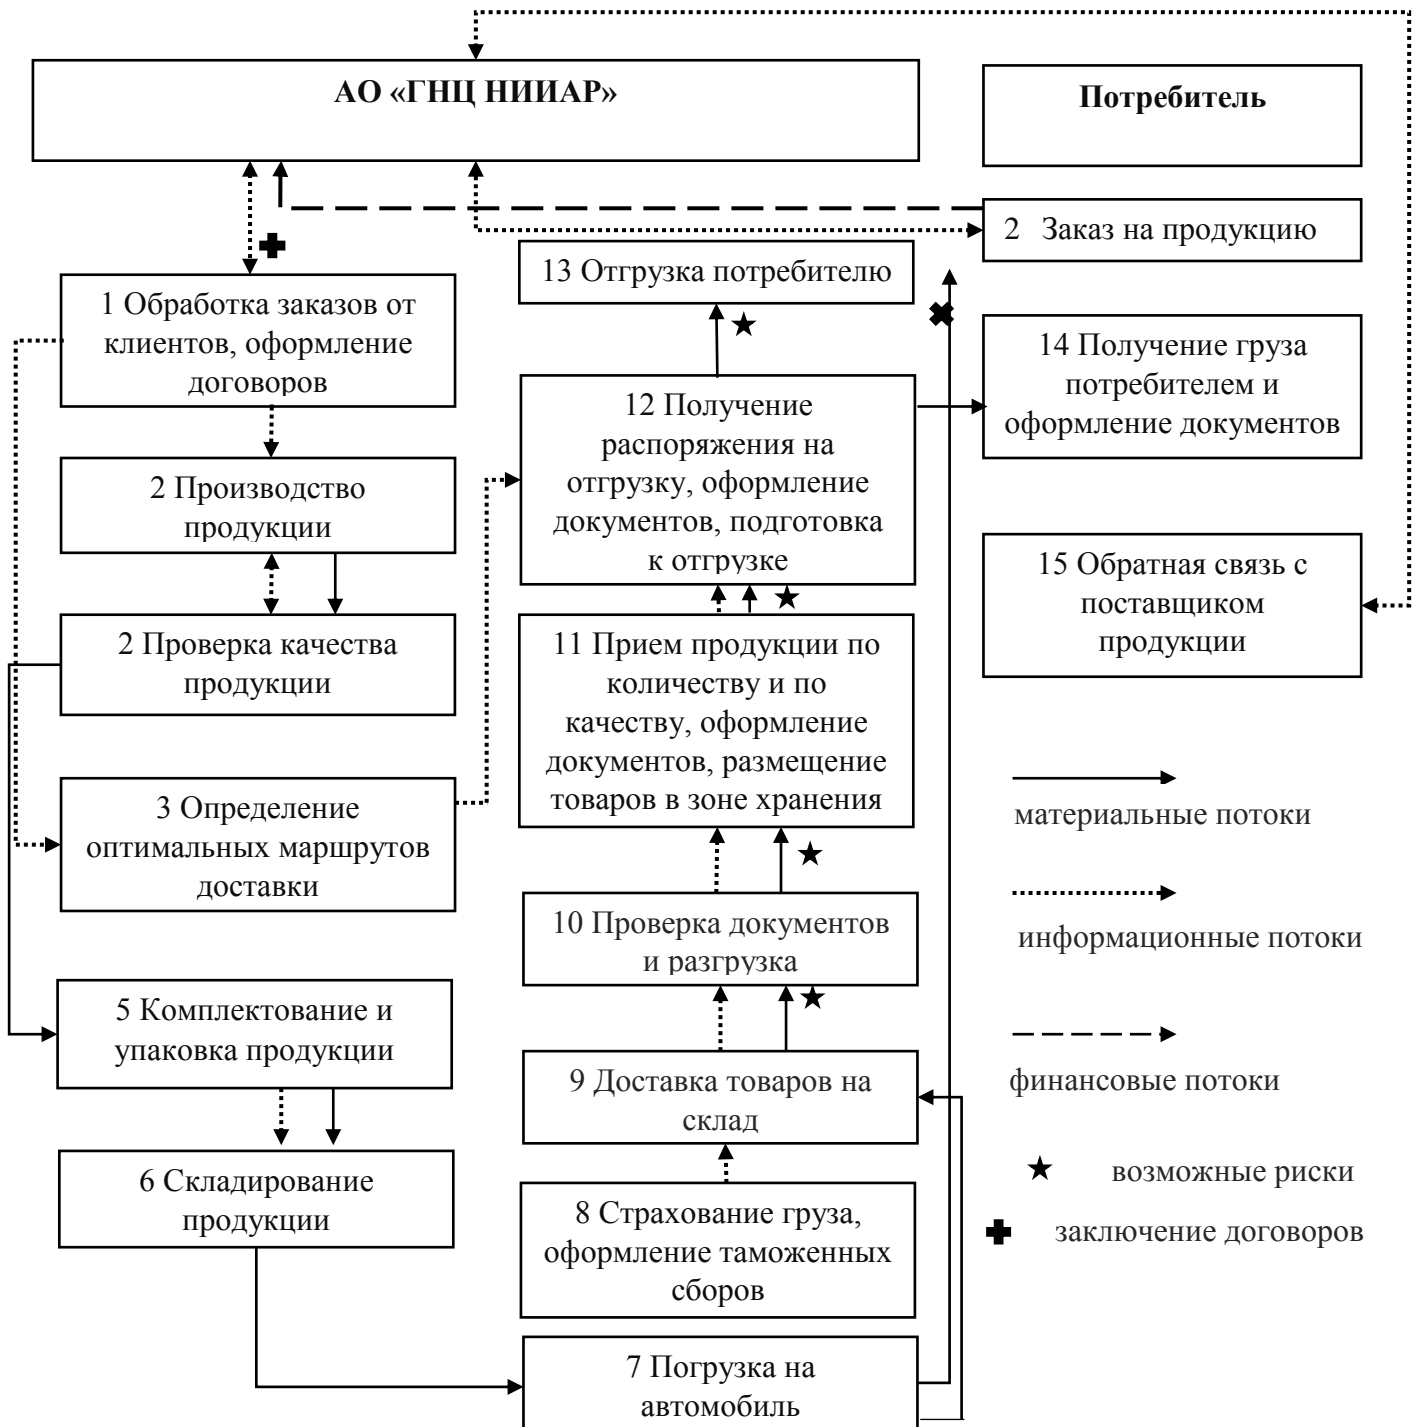 АО «ГНЦ НИИАР»
Потребитель
2 Заказ на продукцию
13 Отгрузка потребителю
1 Обработка заказов от
клиентов, оформление
договоров
14 Получение груза
потребителем и
оформление документов
12 Получение
распоряжения на
отгрузку, оформление
документов, подготовка
к отгрузке
2 Производство
продукции
15 Обратная связь с
поставщиком
продукции
2 Проверка качества
продукции
11 Прием продукции по
количеству и по
качеству, оформление
документов, размещение
товаров в зоне хранения
3 Определение
оптимальных маршрутов
доставки
материальные потоки
10 Проверка документов
и разгрузка
информационные потоки
5 Комплектование и
упаковка продукции
9 Доставка товаров на
склад
финансовые потоки
6 Складирование
продукции
возможные риски
8 Страхование груза,
оформление таможенных
сборов
заключение договоров
7 Погрузка на
автомобиль